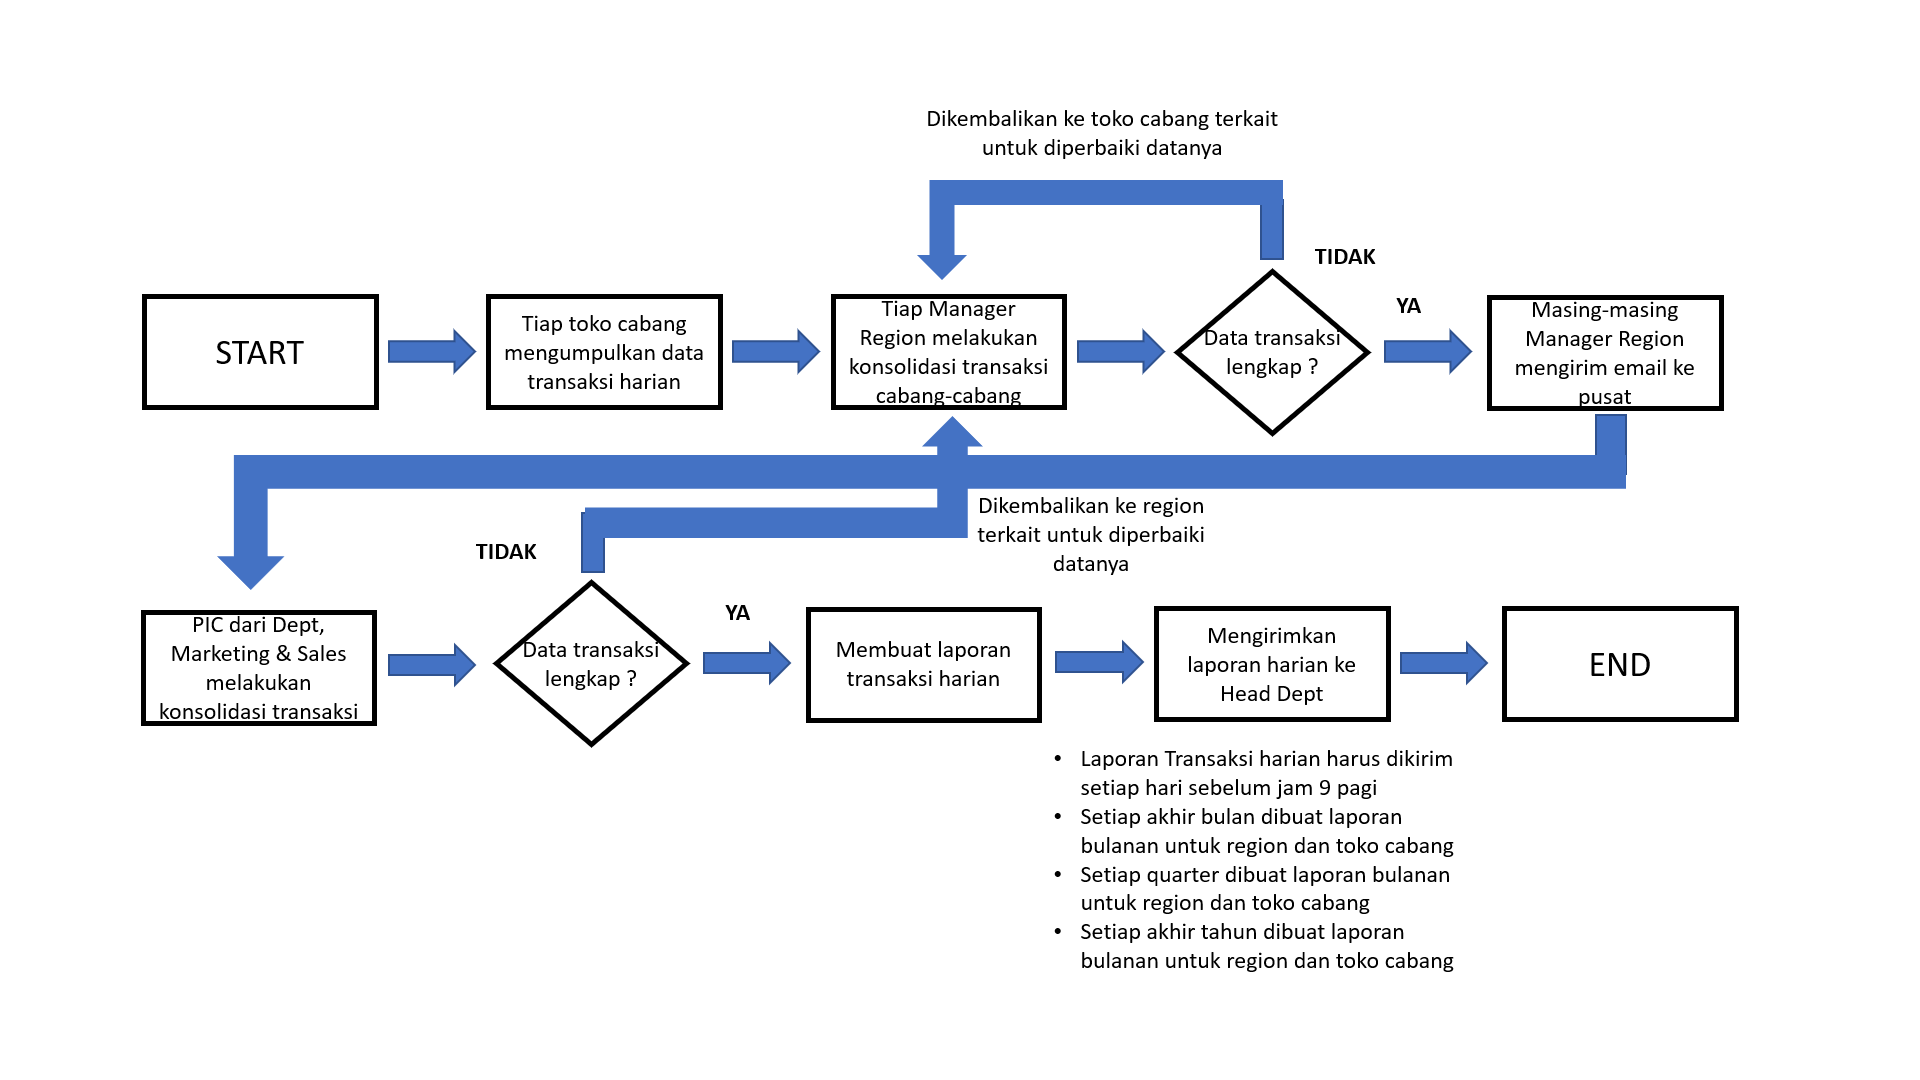 Dikembalikan ke toko cabang terkait
untuk diperbaiki datanya
TIDAK
YA
START
Tiap toko cabang
mengumpulkan data
transaksi harian
Tiap Manager
Region melakukan
konsolidasi transaksi
cabang-cabang
Data transaksi
lengkap ?
Masing-masing
Manager Region
mengirim email ke
pusat
Dikembalikan ke region
terkait untuk diperbaiki
datanya
TIDAK
YA
PIC dari Dept,
Marketing & Sales
melakukan
konsolidasi transaksi
Data transaksi
lengkap ?
Membuat laporan
transaksi harian
Mengirimkan
laporan harian ke
Head Dept
END
• Laporan Transaksi harian harus dikirim
setiap hari sebelum jam 9 pagi
• Setiap akhir bulan dibuat laporan
bulanan untuk region dan toko cabang
• Setiap quarter dibuat laporan bulanan
untuk region dan toko cabang
• Setiap akhir tahun dibuat laporan
bulanan untuk region dan toko cabang